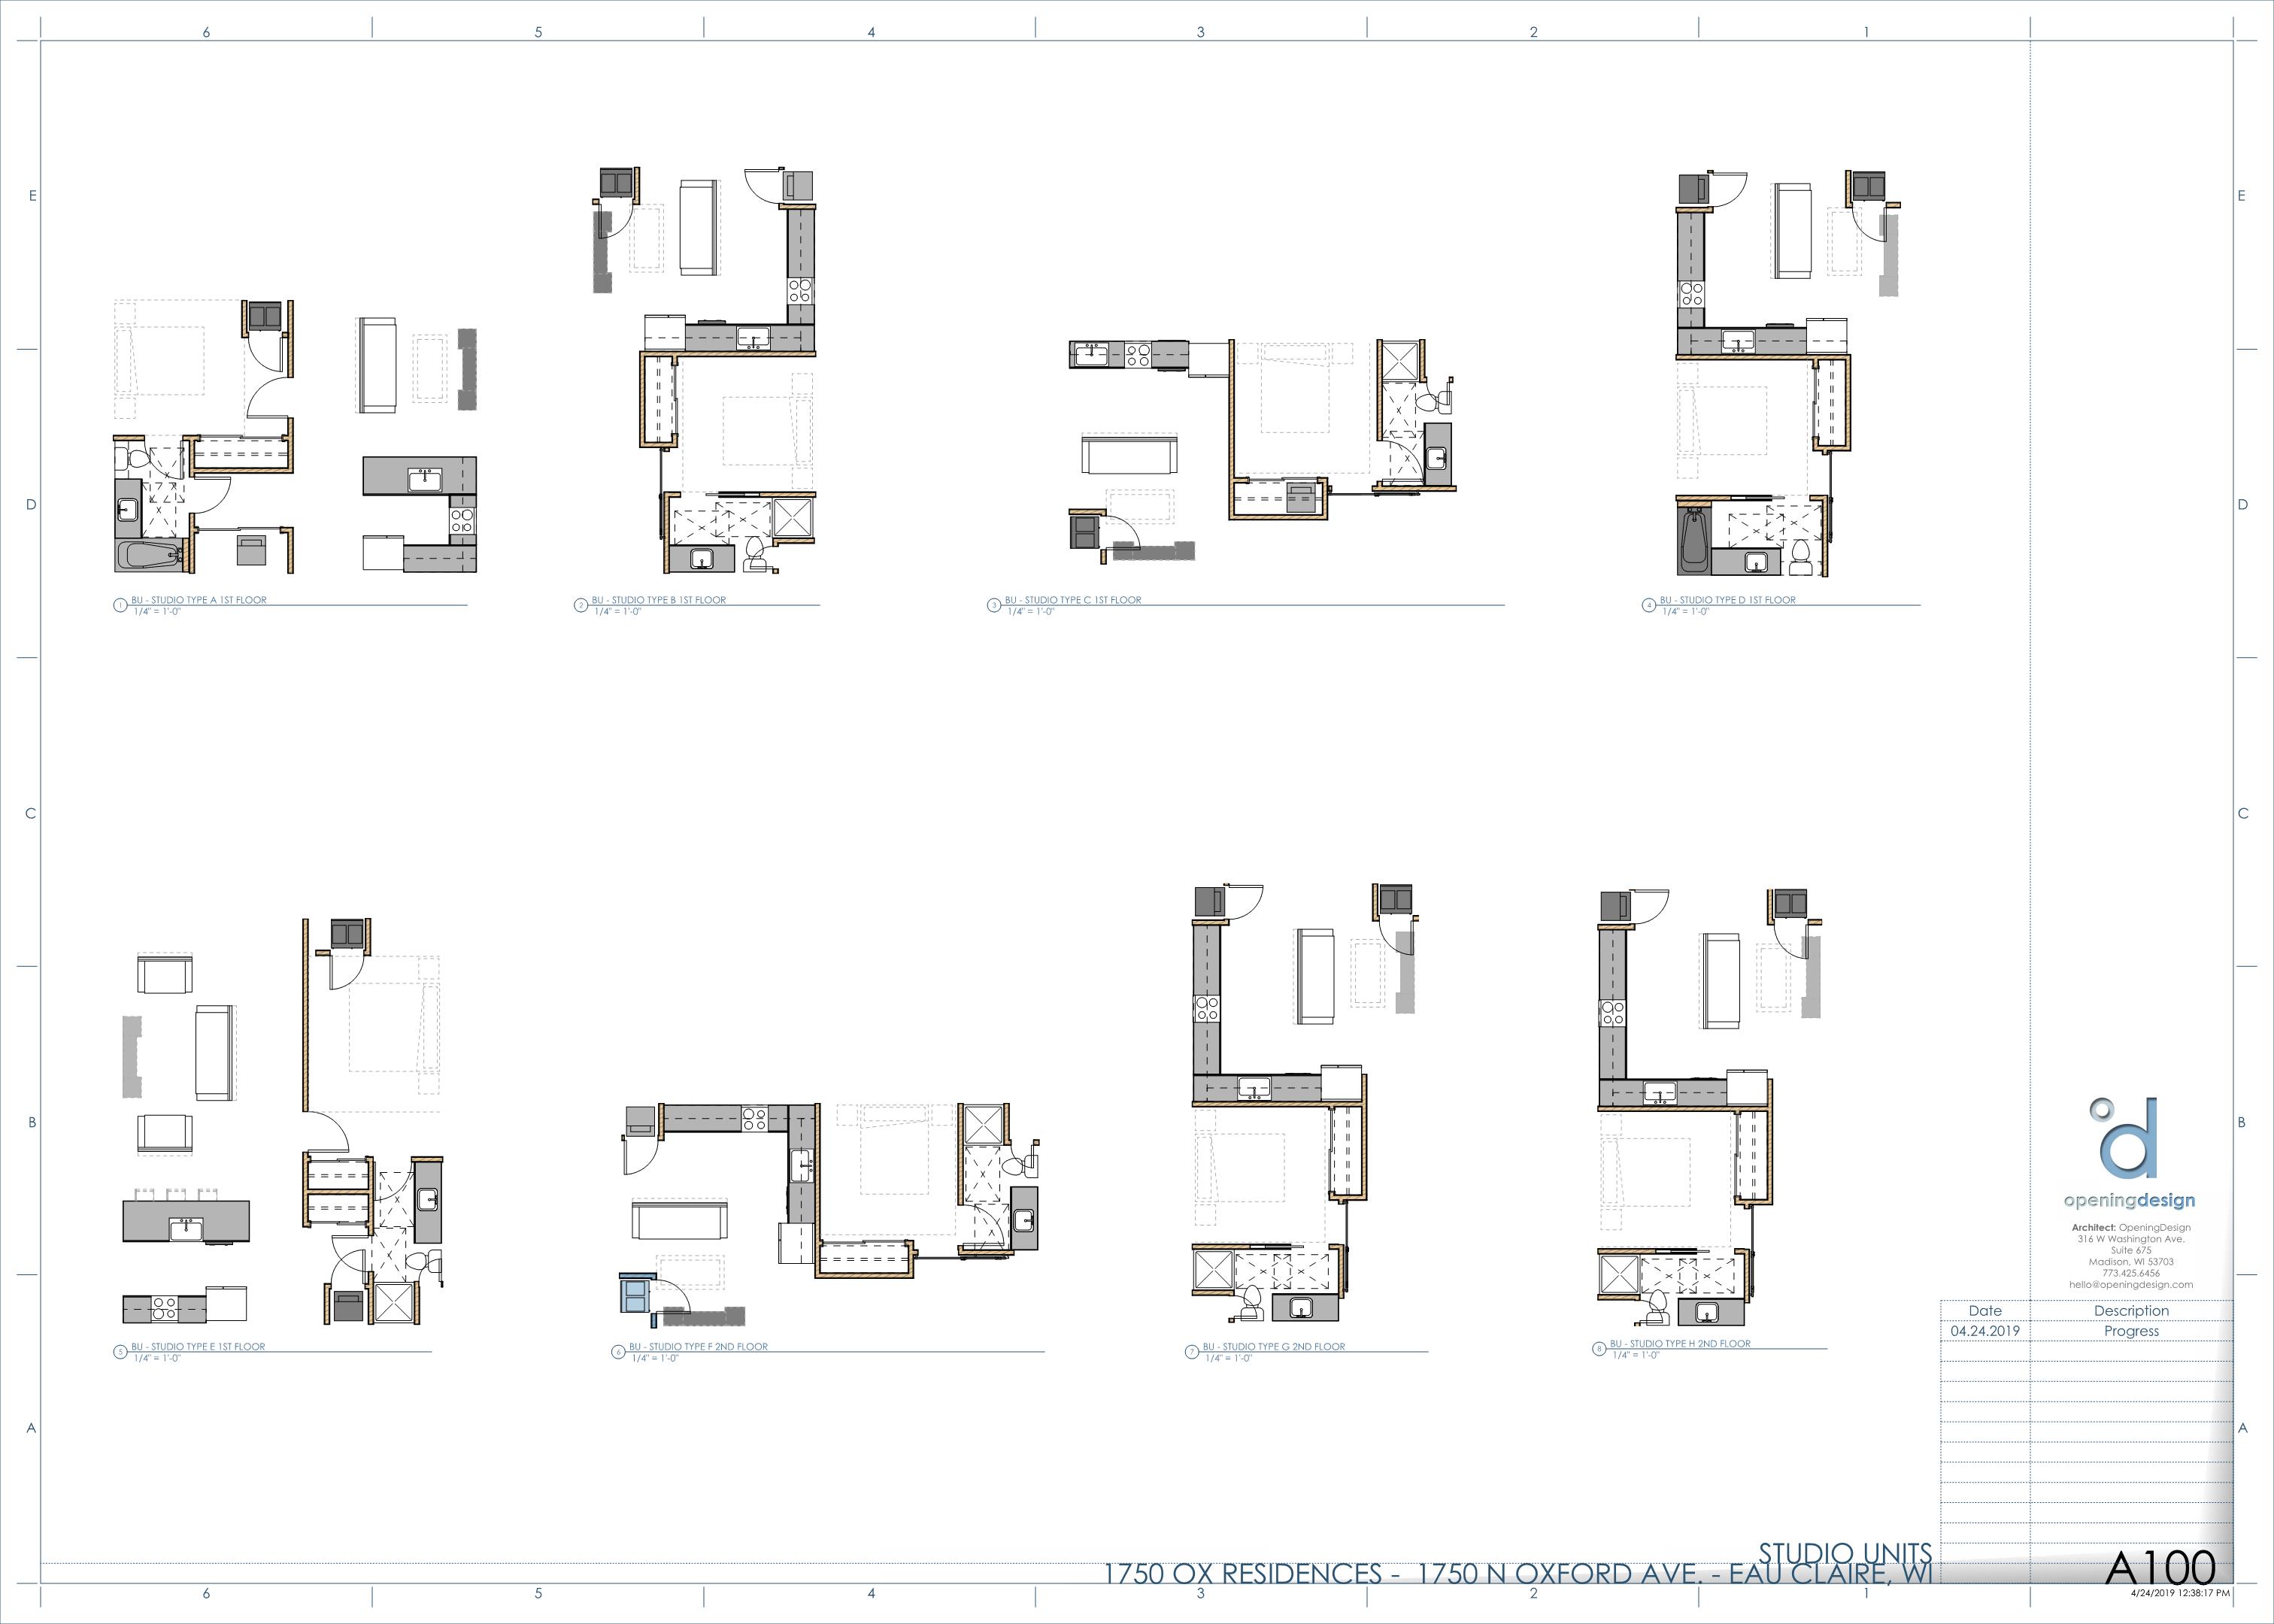 6 5 4 3 2 1
E E
D D
C C
B B
A A
1 BU - STUDIO TYPE A 1ST FLOOR
1/4" = 1'-0"
2 BU - STUDIO TYPE B 1ST FLOOR
1/4" = 1'-0"
3 BU - STUDIO TYPE C 1ST FLOOR
1/4" = 1'-0"
4 BU - STUDIO TYPE D 1ST FLOOR
1/4" = 1'-0"
5 BU - STUDIO TYPE E 1ST FLOOR
1/4" = 1'-0"
6 BU - STUDIO TYPE F 2ND FLOOR
1/4" = 1'-0"
7 BU - STUDIO TYPE G 2ND FLOOR
1/4" = 1'-0"
8 BU - STUDIO TYPE H 2ND FLOOR
1/4" = 1'-0"
openingdesign
Architect: OpeningDesign
316 W Washington Ave.
Suite 675
Madison, WI 53703
773.425.6456
hello@openingdesign.com
Date Description
04.24.2019 Progress
STUDIO UNITS
1750 OX RESIDENCES - 1750 N OXFORD AVE. - EAU CLAIRE, WI
A100
4/24/2019 12:38:17 PM
6 5 4 3 2 1